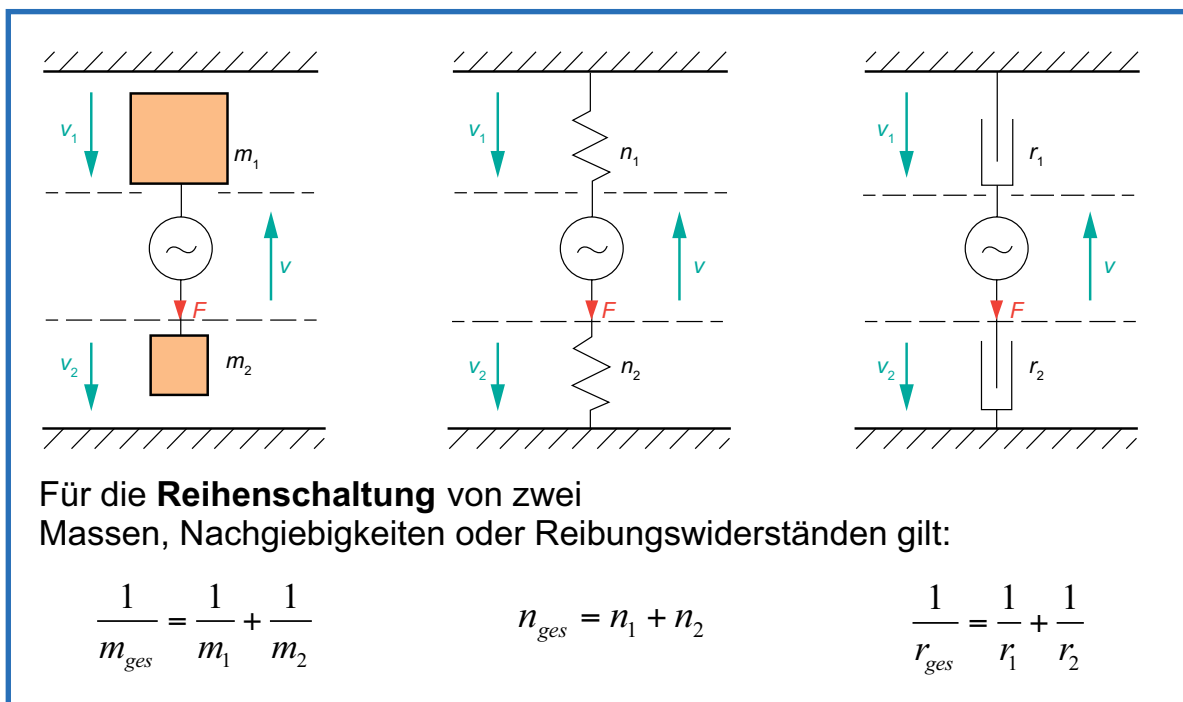 v₁ m₁ v₁ n₁ v₁ r₁
v v v
F F F
v₂ m₂ v₂ n₂ v₂ r₂
Für die Reihenschaltung von zwei
Massen, Nachgiebigkeiten oder Reibungswiderständen gilt:
1/m_ges = 1/m₁ + 1/m₂ n_ges = n₁ + n₂ 1/r_ges = 1/r₁ + 1/r₂